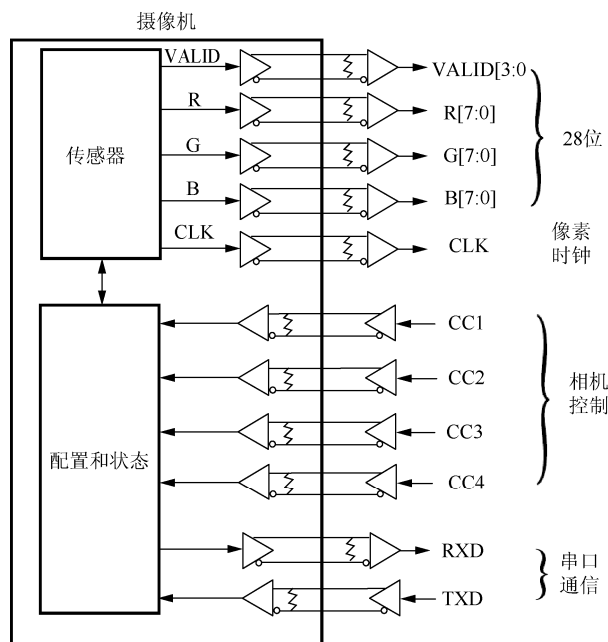 摄像机
VALID
VALID[3:0
R
R[7:0]
传感器
28位
G
G[7:0]
B
B[7:0]
CLK
CLK
像素
时钟
CC1
CC2
相机
控制
CC3
配置和状态
CC4
RXD
串口
通信
TXD